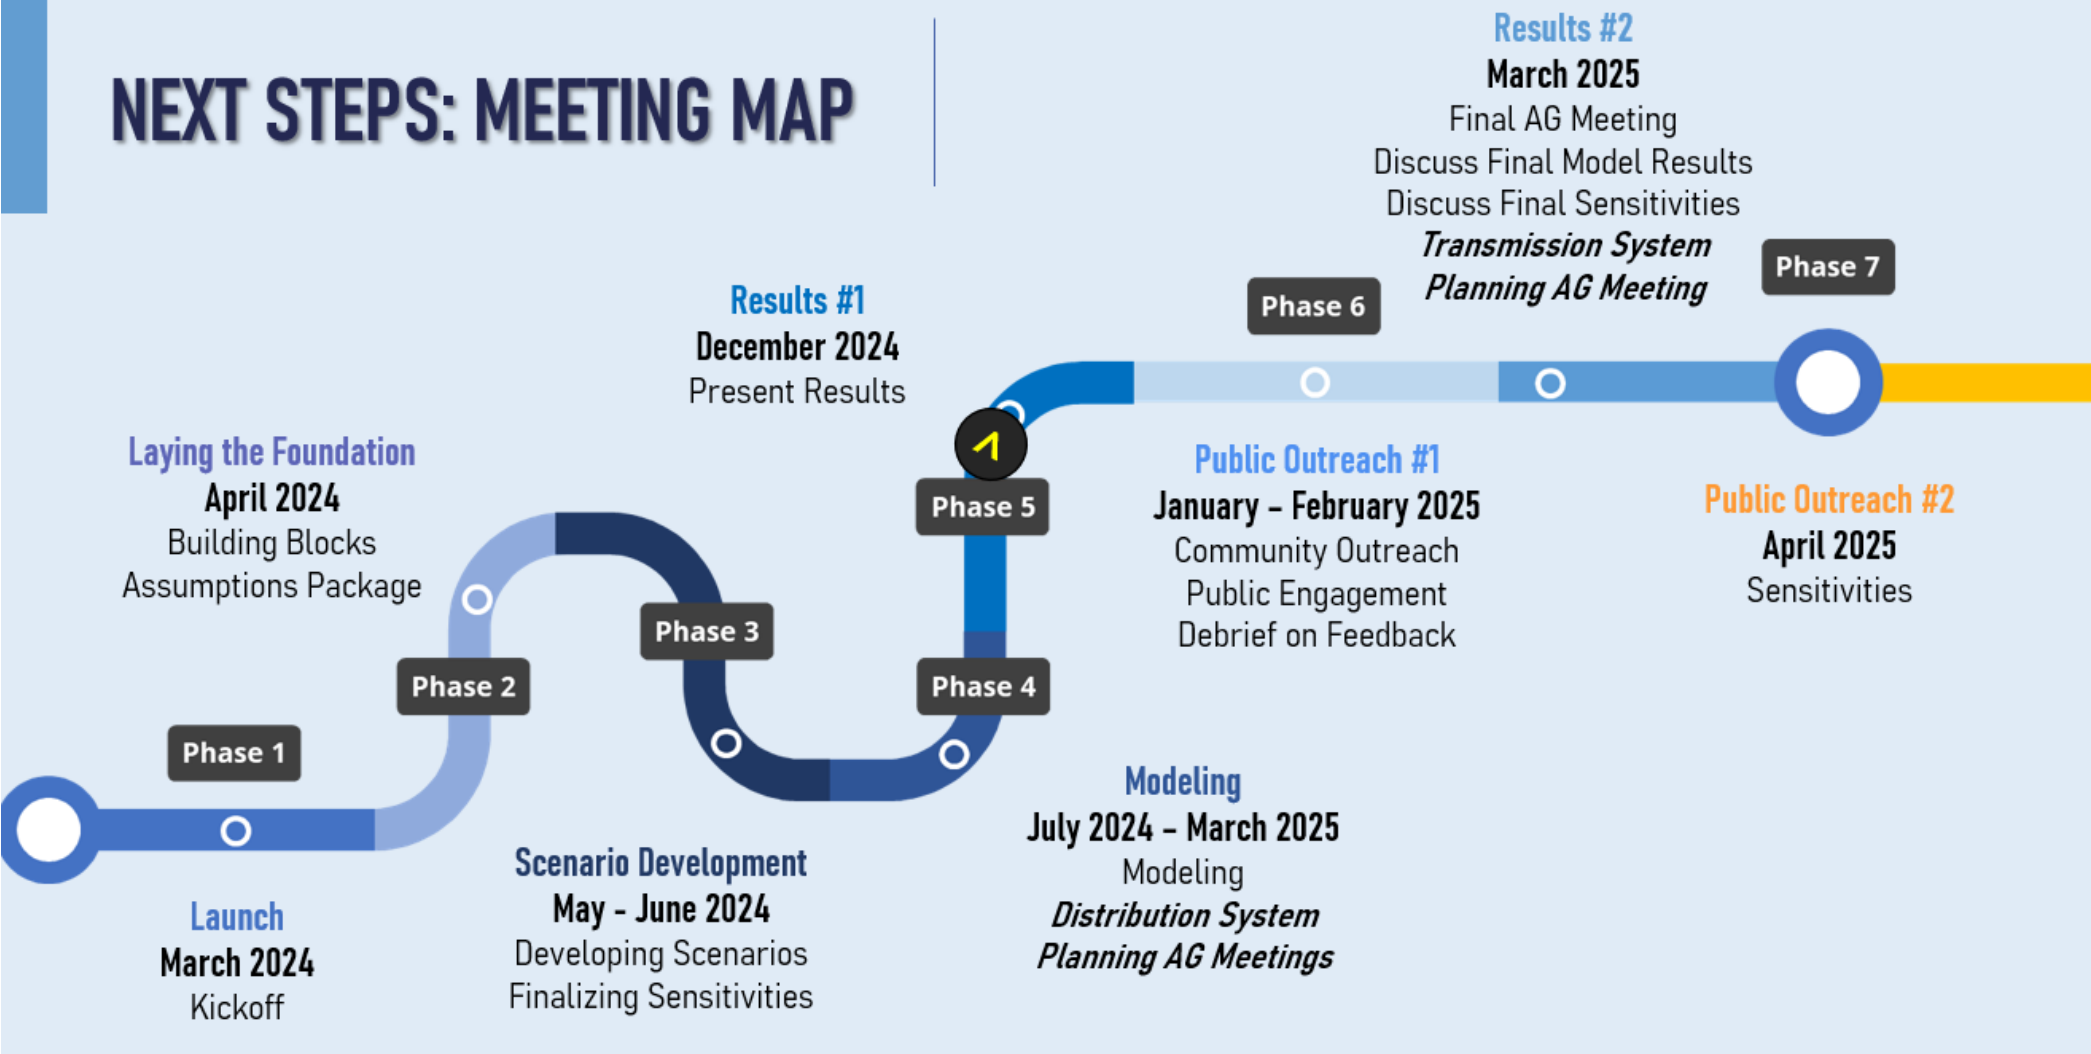 NEXT STEPS: MEETING MAP
Results #2
March 2025
Final AG Meeting
Discuss Final Model Results
Discuss Final Sensitivities
Transmission System
Planning AG Meeting
Phase 7
Phase 6
Results #1
December 2024
Present Results
Laying the Foundation
April 2024
Building Blocks
Assumptions Package
Phase 5
Public Outreach #1
January – February 2025
Community Outreach
Public Engagement
Debrief on Feedback
Public Outreach #2
April 2025
Sensitivities
Phase 3
Phase 2
Phase 4
Phase 1
Modeling
July 2024 – March 2025
Modeling
Distribution System
Planning AG Meetings
Scenario Development
May - June 2024
Developing Scenarios
Finalizing Sensitivities
Launch
March 2024
Kickoff